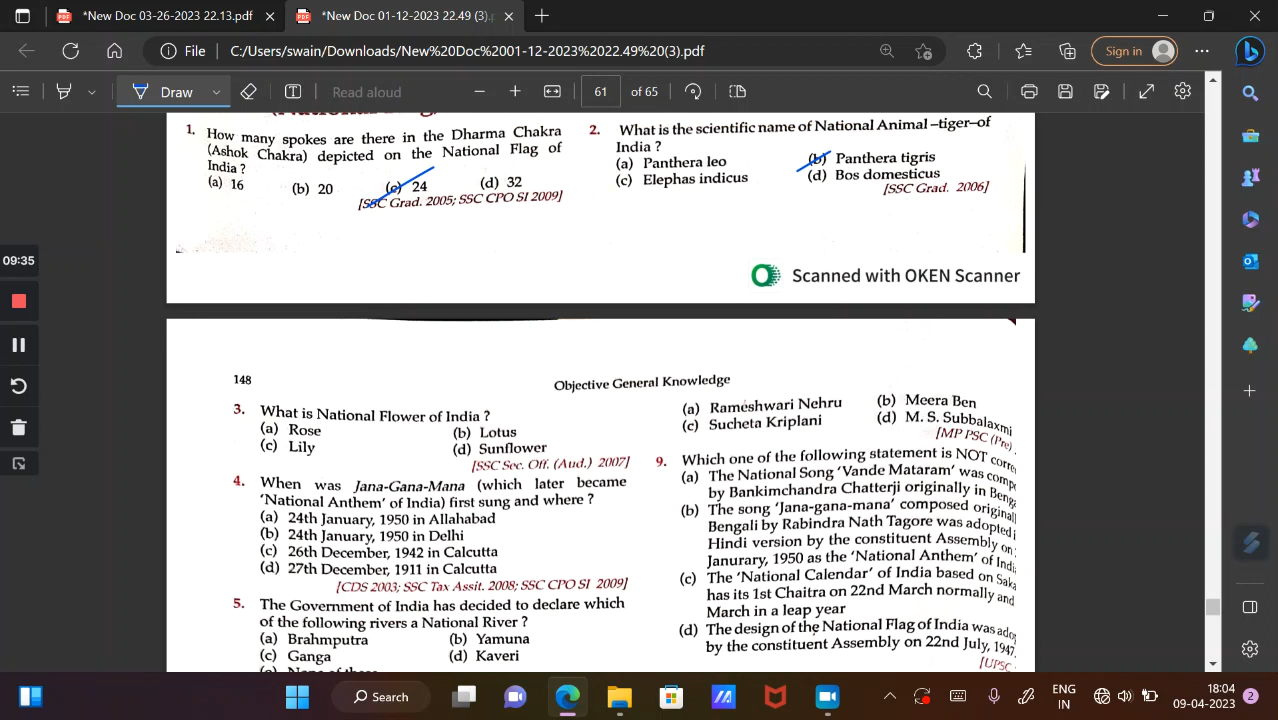 *New Doc 03-26-2023 22.13.pdf
*New Doc 01-12-2023 22.49 (3).p
File C:/Users/swain/Downloads/New%20Doc%2001-12-2023%2022.49%20(3).pdf
Sign in
Draw
Read aloud
61 of 65
1. How many spokes are there in the Dharma Chakra
(Ashok Chakra) depicted on the National Flag of
India ?
(a) 16 (b) 20 (c) 24 (d) 32
[SSC Grad. 2005; SSC CPO SI 2009]
2. What is the scientific name of National Animal –tiger–of
India ?
(a) Panthera leo (b) Panthera tigris
(c) Elephas indicus (d) Bos domesticus
[SSC Grad. 2006]
09:35
Scanned with OKEN Scanner
148 Objective General Knowledge
3. What is National Flower of India ?
(a) Rose (b) Lotus
(c) Lily (d) Sunflower
[SSC Sec. Off. (Aud.) 2007]
4. When was Jana-Gana-Mana (which later became
'National Anthem' of India) first sung and where ?
(a) 24th January, 1950 in Allahabad
(b) 24th January, 1950 in Delhi
(c) 26th December, 1942 in Calcutta
(d) 27th December, 1911 in Calcutta
[CDS 2003; SSC Tax Assit. 2008; SSC CPO SI 2009]
5. The Government of India has decided to declare which
of the following rivers a National River ?
(a) Brahmputra (b) Yamuna
(c) Ganga (d) Kaveri
(a) Rameshwari Nehru (b) Meera Ben
(c) Sucheta Kriplani (d) M. S. Subbalaxmi
[MP PSC (Pre)
9. Which one of the following statement is NOT corre
(a) The National Song 'Vande Mataram' was compo
by Bankimchandra Chatterji originally in Benga
(b) The song 'Jana-gana-mana' composed originall
Bengali by Rabindra Nath Tagore was adopted i
Hindi version by the constituent Assembly on
Janurary, 1950 as the 'National Anthem' of Indi
(c) The 'National Calendar' of India based on Saka
has its 1st Chaitra on 22nd March normally and
March in a leap year
(d) The design of the National Flag of India was ado
by the constituent Assembly on 22nd July, 1947
[UPSC
Search
ENG
IN
18:04
09-04-2023
2